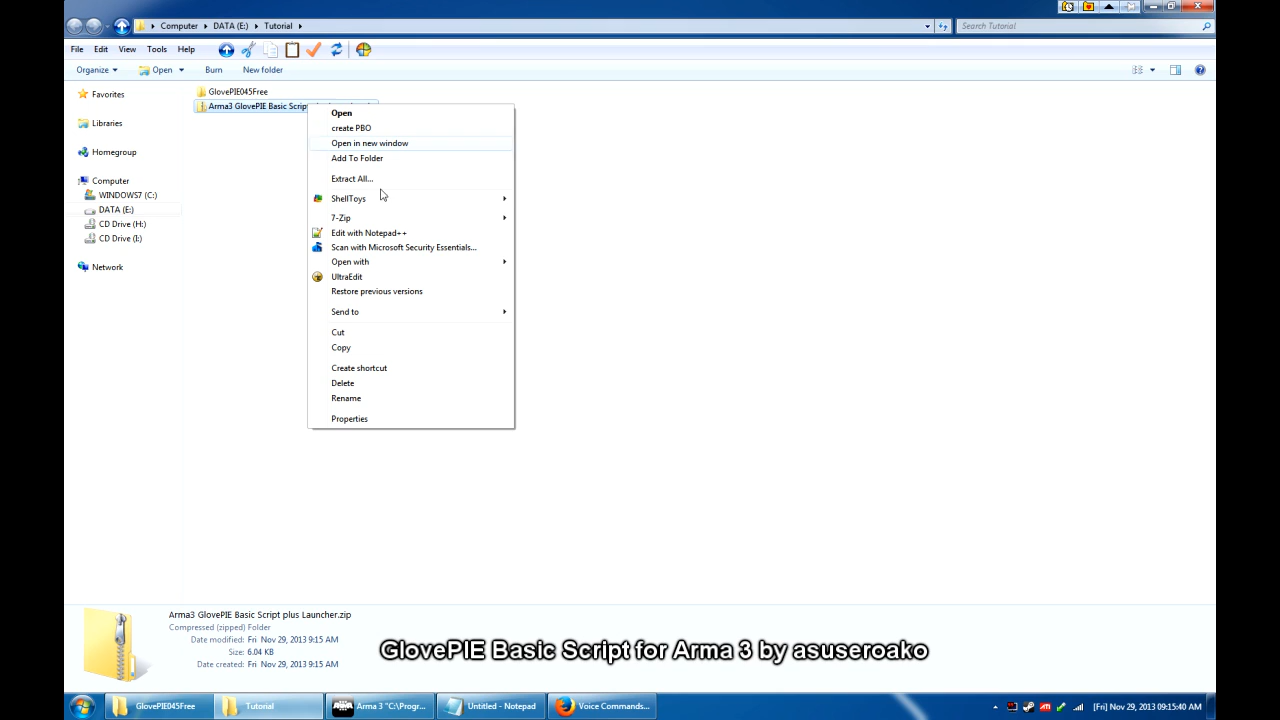 Computer ▸ DATA (E:) ▸ Tutorial ▸
Search Tutorial
File Edit View Tools Help
Organize Open Burn New folder
Favorites
Libraries
Homegroup
Computer
WINDOWS7 (C:)
DATA (E:)
CD Drive (H:)
CD Drive (I:)
Network
GlovePIE045Free
Arma3 GlovePIE Basic Script
Open
create PBO
Open in new window
Add To Folder
Extract All...
ShellToys
7-Zip
Edit with Notepad++
Scan with Microsoft Security Essentials...
Open with
UltraEdit
Restore previous versions
Send to
Cut
Copy
Create shortcut
Delete
Rename
Properties
Arma3 GlovePIE Basic Script plus Launcher.zip
Compressed (zipped) Folder
Date modified: Fri Nov 29, 2013 9:15 AM
Size: 6.04 KB
Date created: Fri Nov 29, 2013 9:15 AM
GlovePIE Basic Script for Arma 3 by asuseroako
GlovePIE045Free
Tutorial
Arma 3 "C:\Progr...
Untitled - Notepad
Voice Commands...
[Fri] Nov 29, 2013 09:15:40 AM